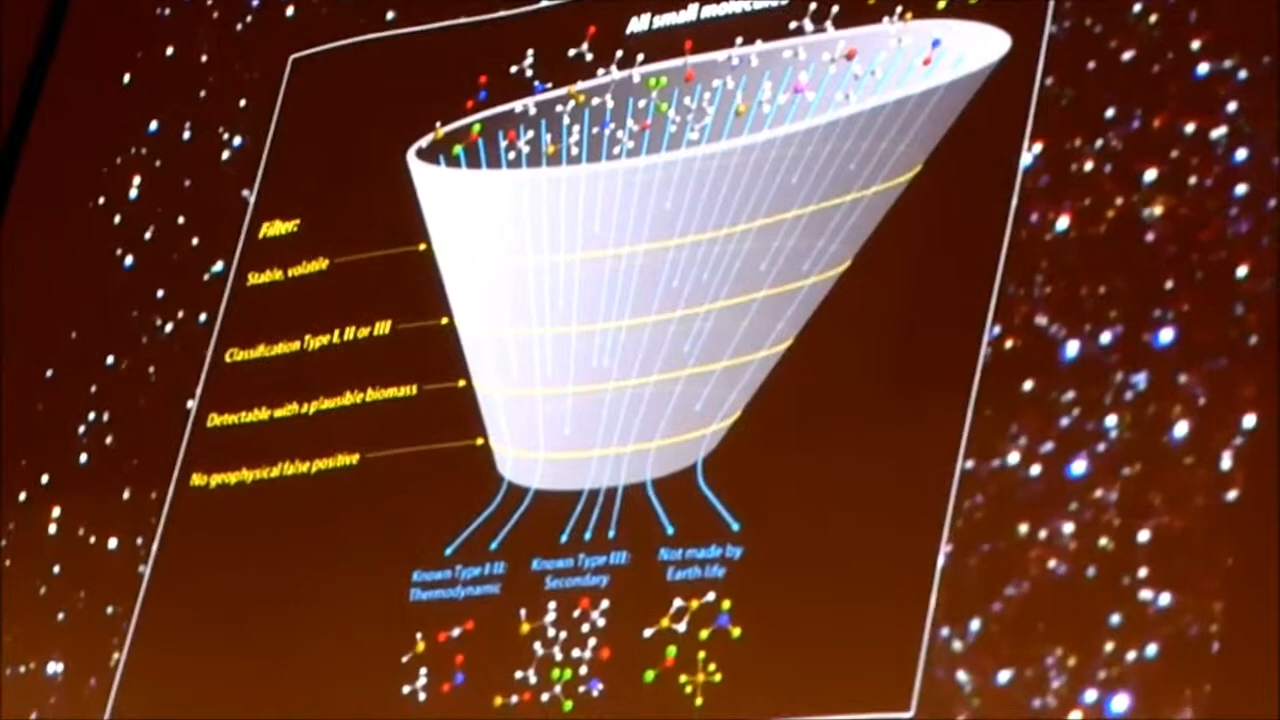 All small molecules
Filter:
Stable, volatile
Classification Type I, II or III
Detectable with a plausible biomass
No geophysical false positive
Known Type I II:
Thermodynamic
Known Type III:
Secondary
Not made by
Earth life